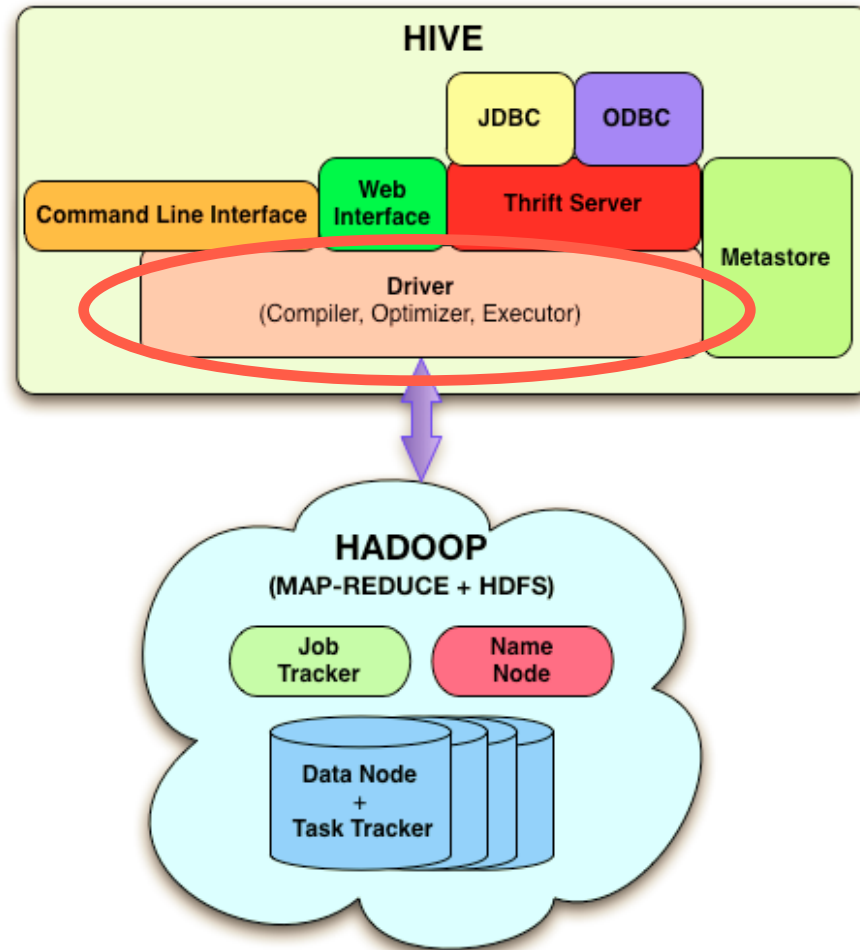 HIVE
JDBC
ODBC
Command Line Interface
Web
Interface
Thrift Server
Metastore
Driver
(Compiler, Optimizer, Executor)
HADOOP
(MAP-REDUCE + HDFS)
Job
Tracker
Name
Node
Data Node
+
Task Tracker